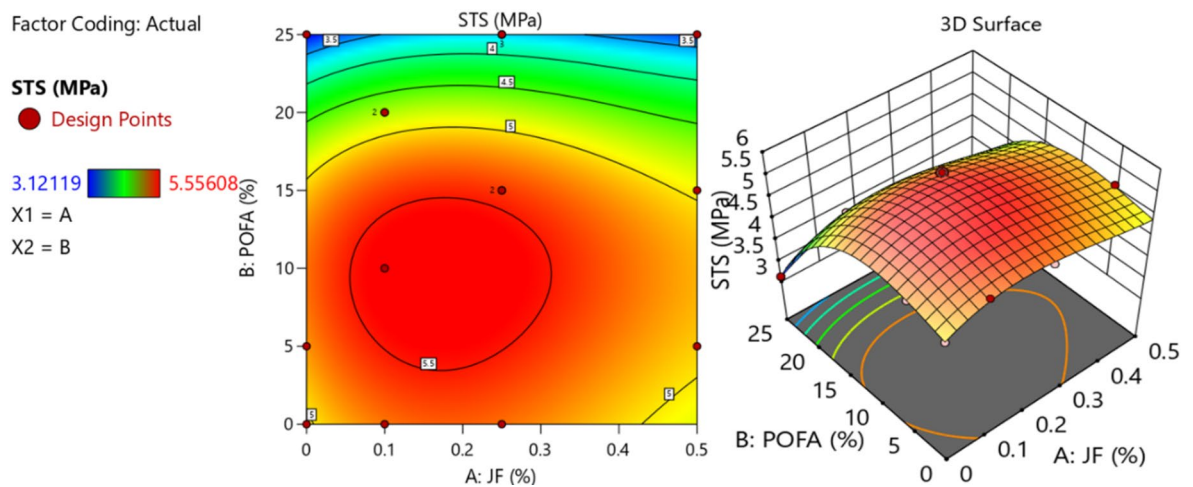 Factor Coding: Actual
STS (MPa)
Design Points
3.12119 5.55608
X1 = A
X2 = B
STS (MPa)
25
20
15
10
5
0
B: POFA (%)
3.5
3
3.5
4
4.5
2
5
2
5.5
5
5
0 0.1 0.2 0.3 0.4 0.5
A: JF (%)
3D Surface
6
5.5
5
4.5
4
3.5
3
STS (MPa)
25
20
15
10
5
0
B: POFA (%)
0.5
0.4
0.3
0.2
0.1
0
A: JF (%)